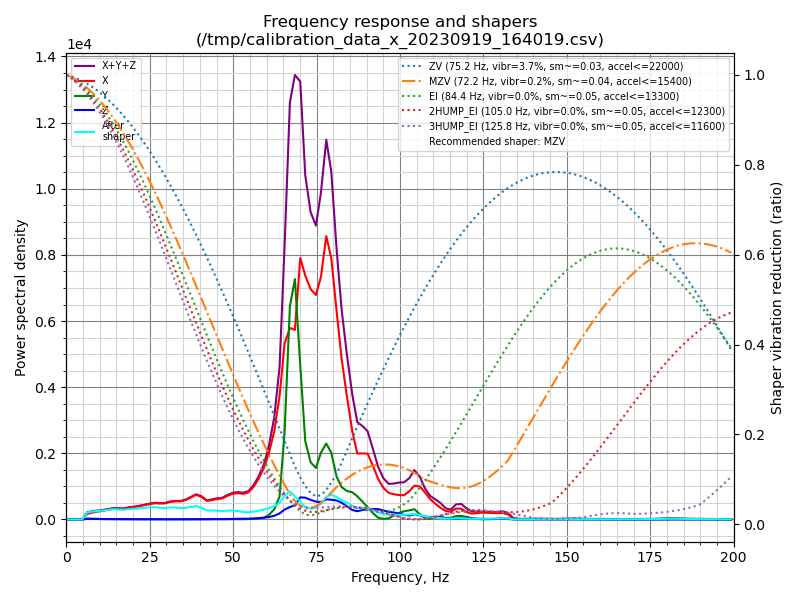 Frequency response and shapers
(/tmp/calibration_data_x_20230919_164019.csv)
1e4
X+Y+Z
X
Y
Z
After
shaper
ZV (75.2 Hz, vibr=3.7%, sm~=0.03, accel<=22000)
MZV (72.2 Hz, vibr=0.2%, sm~=0.04, accel<=15400)
EI (84.4 Hz, vibr=0.0%, sm~=0.05, accel<=13300)
2HUMP_EI (105.0 Hz, vibr=0.0%, sm~=0.05, accel<=12300)
3HUMP_EI (125.8 Hz, vibr=0.0%, sm~=0.05, accel<=11600)
Recommended shaper: MZV
Power spectral density
1.4
1.2
1.0
0.8
0.6
0.4
0.2
0.0
1.0
0.8
0.6
0.4
0.2
0.0
Shaper vibration reduction (ratio)
0 25 50 75 100 125 150 175 200
Frequency, Hz